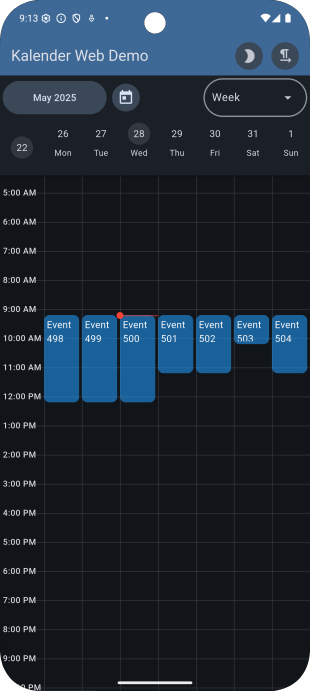 9:13
Kalender Web Demo
May 2025
Week
22
26 27 28 29 30 31 1
Mon Tue Wed Thu Fri Sat Sun
5:00 AM
6:00 AM
7:00 AM
8:00 AM
9:00 AM
Event Event Event Event Event Event Event
498 499 500 501 502 503 504
10:00 AM
11:00 AM
12:00 PM
1:00 PM
2:00 PM
3:00 PM
4:00 PM
5:00 PM
6:00 PM
7:00 PM
8:00 PM
9:00 PM
PM